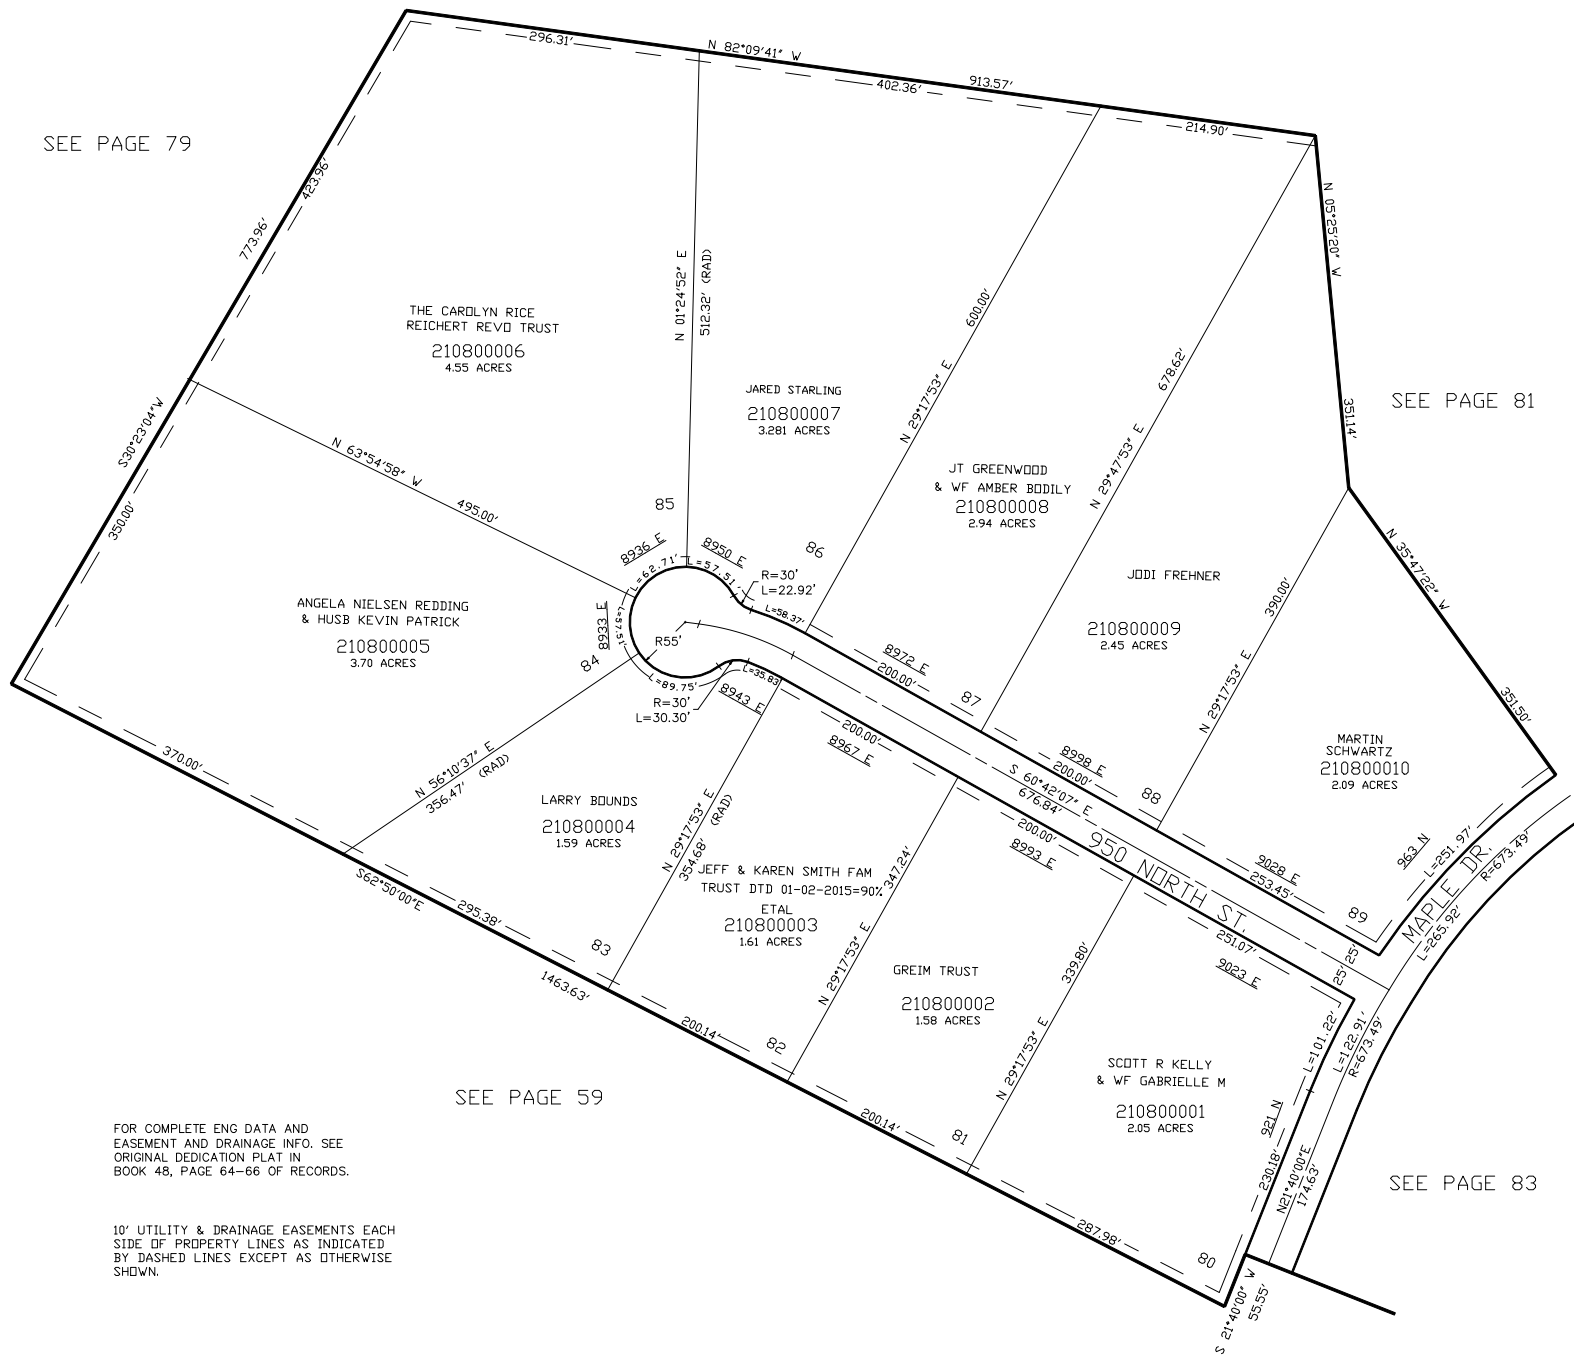 296.31'
N 82°09'41" W
913.57'
402.36'
214.90'
SEE PAGE 79
423.96'
773.96'
S30°23'04"W
350.00'
N 05°25'20" W
351.14'
SEE PAGE 81
THE CAROLYN RICE
REICHERT REVO TRUST
210800006
4.55 ACRES
N 01°24'52" E
512.32' (RAD)
JARED STARLING
210800007
3.281 ACRES
600.00'
N 29°17'53" E
678.62'
N 29°47'53" E
JT GREENWOOD
& WF AMBER BODILY
210800008
2.94 ACRES
N 63°54'58" W
495.00'
85
86
8936 E
8950 E
L=62.71'
L=57.51'
R=30'
L=22.92'
L=58.37'
JODI FREHNER
210800009
2.45 ACRES
390.00'
N 29°17'53" E
N 35°47'22" W
351.50'
ANGELA NIELSEN REDDING
& HUSB KEVIN PATRICK
210800005
3.70 ACRES
8933 E
L=57.51'
84
R55'
L=89.75'
L=35.83
R=30'
L=30.30'
8943 E
8972 E
200.00'
87
200.00'
8967 E
8998 E
200.00'
88
S 60°42'07" E
676.84'
MARTIN
SCHWARTZ
210800010
2.09 ACRES
370.00'
N 56°10'37" E
356.47' (RAD)
LARRY BOUNDS
210800004
1.59 ACRES
N 29°17'53" E
354.68' (RAD)
200.00'
8993 E
950 NORTH ST.
9028 E
253.45'
963 N
L=251.97'
MAPLE DR.
R=673.49'
L=265.92'
89
S62°50'00"E
295.38'
JEFF & KAREN SMITH FAM
TRUST DTD 01-02-2015=90%
ETAL
210800003
1.61 ACRES
347.24'
N 29°17'53" E
251.07'
9023 E
25' 25'
83
1463.63'
GREIM TRUST
210800002
1.58 ACRES
339.80'
N 29°17'53" E
200.14'
82
L=101.22'
L=122.91'
R=673.49'
SCOTT R KELLY
& WF GABRIELLE M
210800001
2.05 ACRES
SEE PAGE 59
200.14'
81
921 N
230.18'
N21°40'00"E
174.63'
SEE PAGE 83
287.98'
80
S 21°40'00" W
55.55'
FOR COMPLETE ENG DATA AND
EASEMENT AND DRAINAGE INFO. SEE
ORIGINAL DEDICATION PLAT IN
BOOK 48, PAGE 64-66 OF RECORDS.
10' UTILITY & DRAINAGE EASEMENTS EACH
SIDE OF PROPERTY LINES AS INDICATED
BY DASHED LINES EXCEPT AS OTHERWISE
SHOWN.